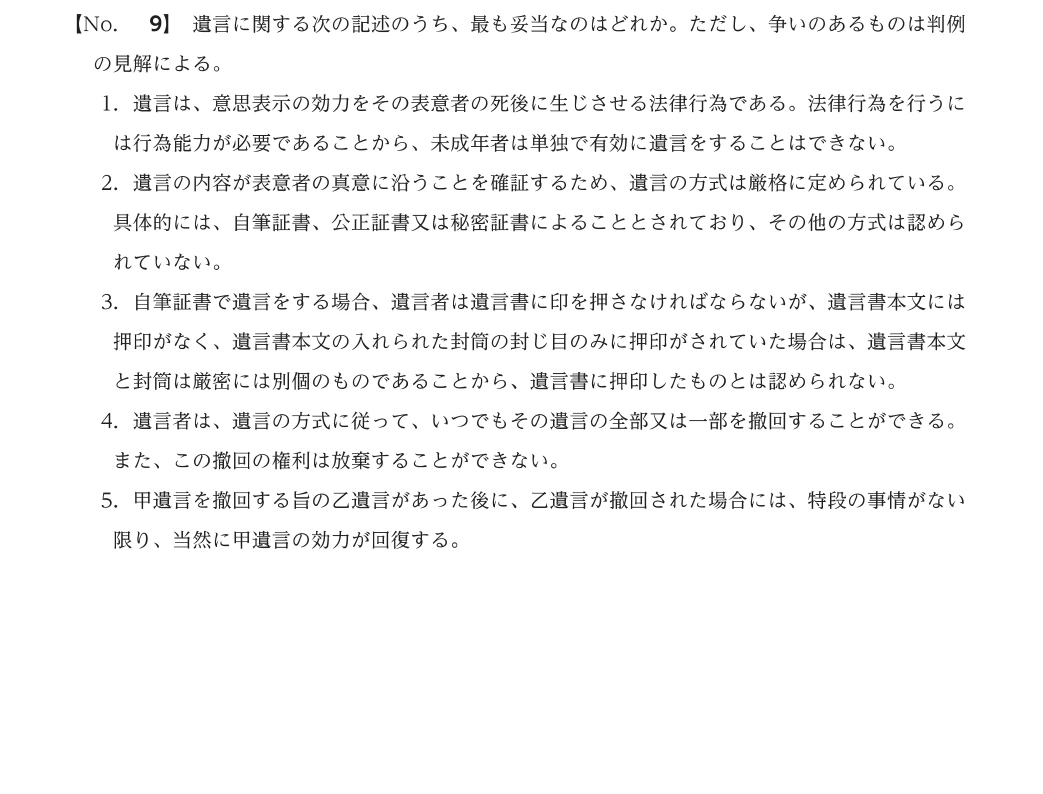 【No. 9】 遺言に関する次の記述のうち、最も妥当なのはどれか。ただし、争いのあるものは判例
の見解による。
1. 遺言は、意思表示の効力をその表意者の死後に生じさせる法律行為である。法律行為を行うに
は行為能力が必要であることから、未成年者は単独で有効に遺言をすることはできない。
2. 遺言の内容が表意者の真意に沿うことを確証するため、遺言の方式は厳格に定められている。
具体的には、自筆証書、公正証書又は秘密証書によることとされており、その他の方式は認めら
れていない。
3. 自筆証書で遺言をする場合、遺言者は遺言書に印を押さなければならないが、遺言書本文には
押印がなく、遺言書本文の入れられた封筒の封じ目のみに押印がされていた場合は、遺言書本文
と封筒は厳密には別個のものであることから、遺言書に押印したものとは認められない。
4. 遺言者は、遺言の方式に従って、いつでもその遺言の全部又は一部を撤回することができる。
また、この撤回の権利は放棄することができない。
5. 甲遺言を撤回する旨の乙遺言があった後に、乙遺言が撤回された場合には、特段の事情がない
限り、当然に甲遺言の効力が回復する。